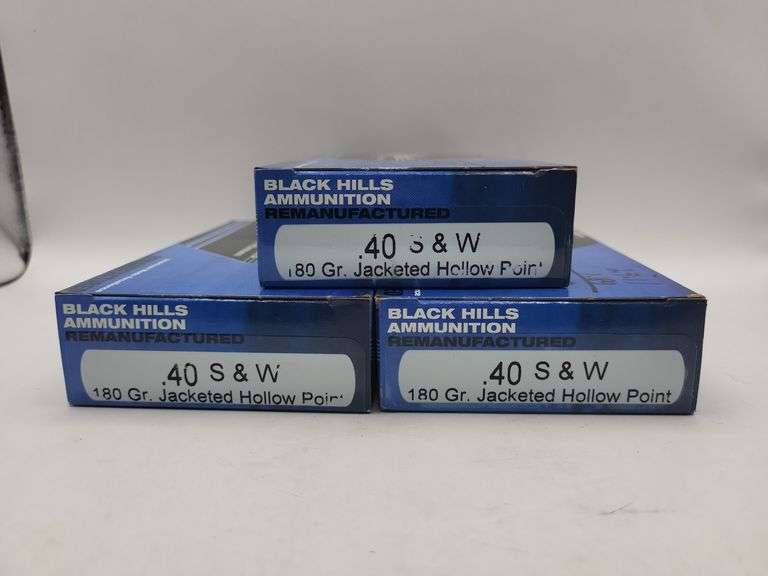 BLACK HILLS
AMMUNITION
REMANUFACTURED
.40 S & W
180 Gr. Jacketed Hollow Point
BLACK HILLS
AMMUNITION
REMANUFACTURED
.40 S & W
180 Gr. Jacketed Hollow Point
BLACK HILLS
AMMUNITION
REMANUFACTURED
.40 S & W
180 Gr. Jacketed Hollow Point